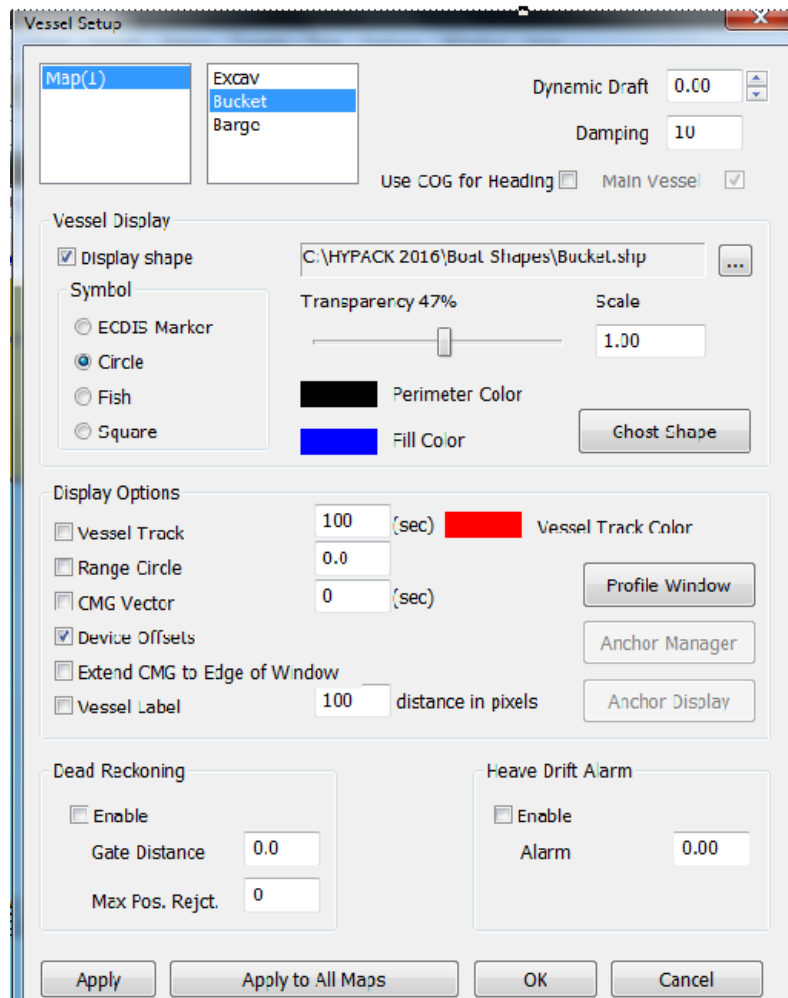 Vessel Setup
Map(1)
Excav
Bucket
Barge
Dynamic Draft 0.00
Damping 10
Use COG for Heading Main Vessel
Vessel Display
Display shape C:\HYPACK 2016\Boat Shapes\Bucket.shp ...
Symbol
ECDIS Marker
Circle
Fish
Square
Transparency 47% Scale
1.00
Perimeter Color
Fill Color
Ghost Shape
Display Options
Vessel Track 100 (sec) Vessel Track Color
Range Circle 0.0
CMG Vector 0 (sec)
Device Offsets
Extend CMG to Edge of Window
Vessel Label 100 distance in pixels
Profile Window
Anchor Manager
Anchor Display
Dead Reckoning
Enable
Gate Distance 0.0
Max Pos. Rejct. 0
Heave Drift Alarm
Enable
Alarm 0.00
Apply Apply to All Maps OK Cancel